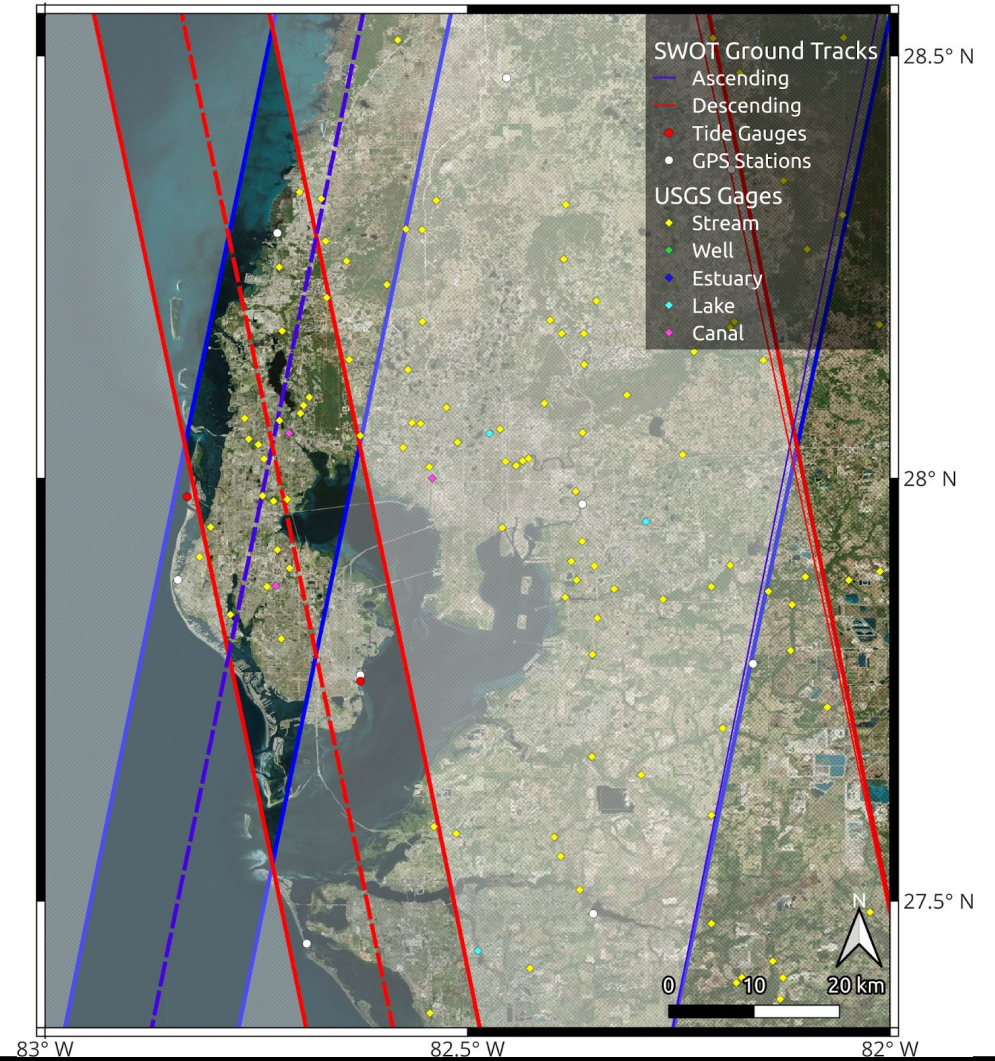 SWOT Ground Tracks
Ascending
Descending
Tide Gauges
GPS Stations
USGS Gages
Stream
Well
Estuary
Lake
Canal
28.5° N
28° N
27.5° N
N
0 10 20 km
83° W 82.5° W 82° W